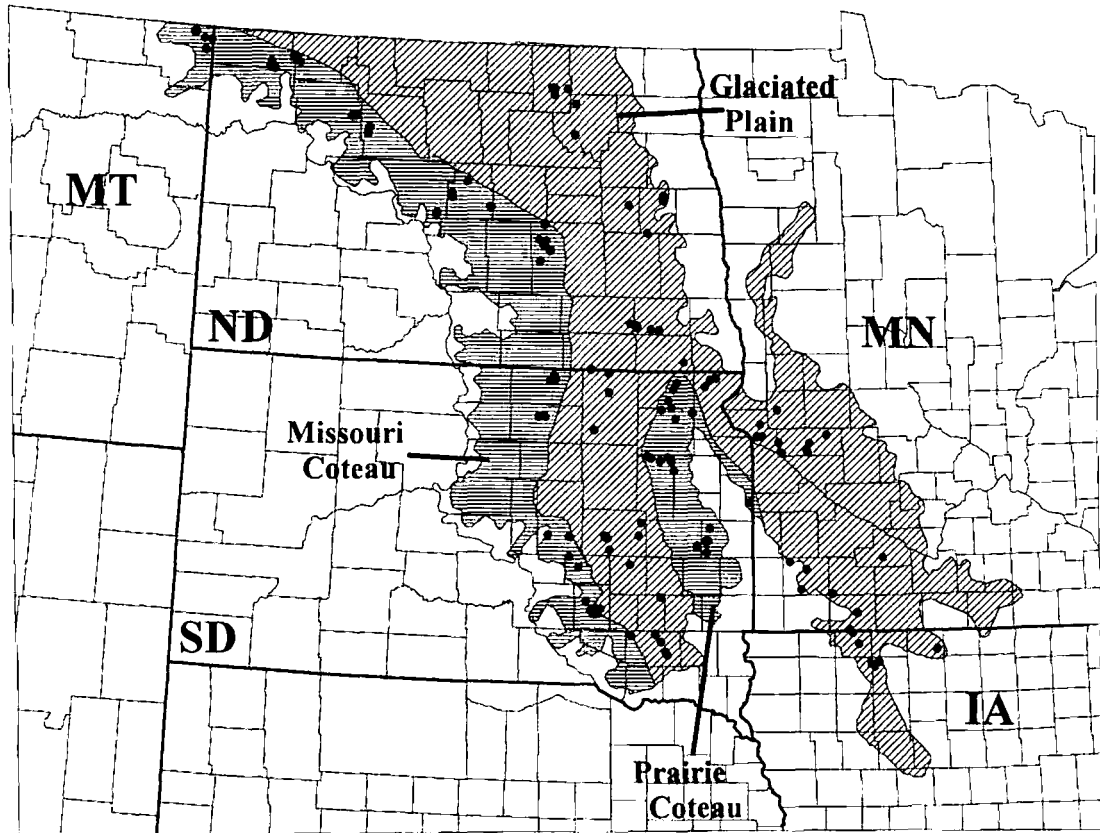 Glaciated
Plain
MT
ND
MN
Missouri
Coteau
SD
IA
Prairie
Coteau